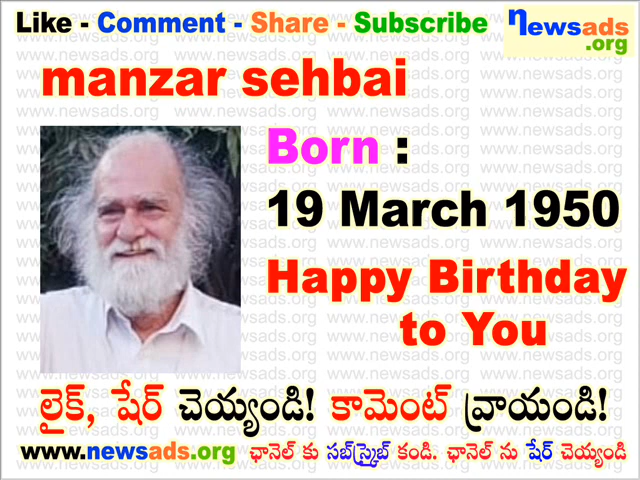 Like - Comment - Share - Subscribe
newsads
.org
manzar sehbai
Born :
19 March 1950
Happy Birthday
to You
లైక్, షేర్ చెయ్యండి! కామెంట్ వ్రాయండి!
www.newsads.org ఛానెల్ కు సబ్‌స్క్రైబ్ కండి. ఛానెల్ ను షేర్ చెయ్యండి